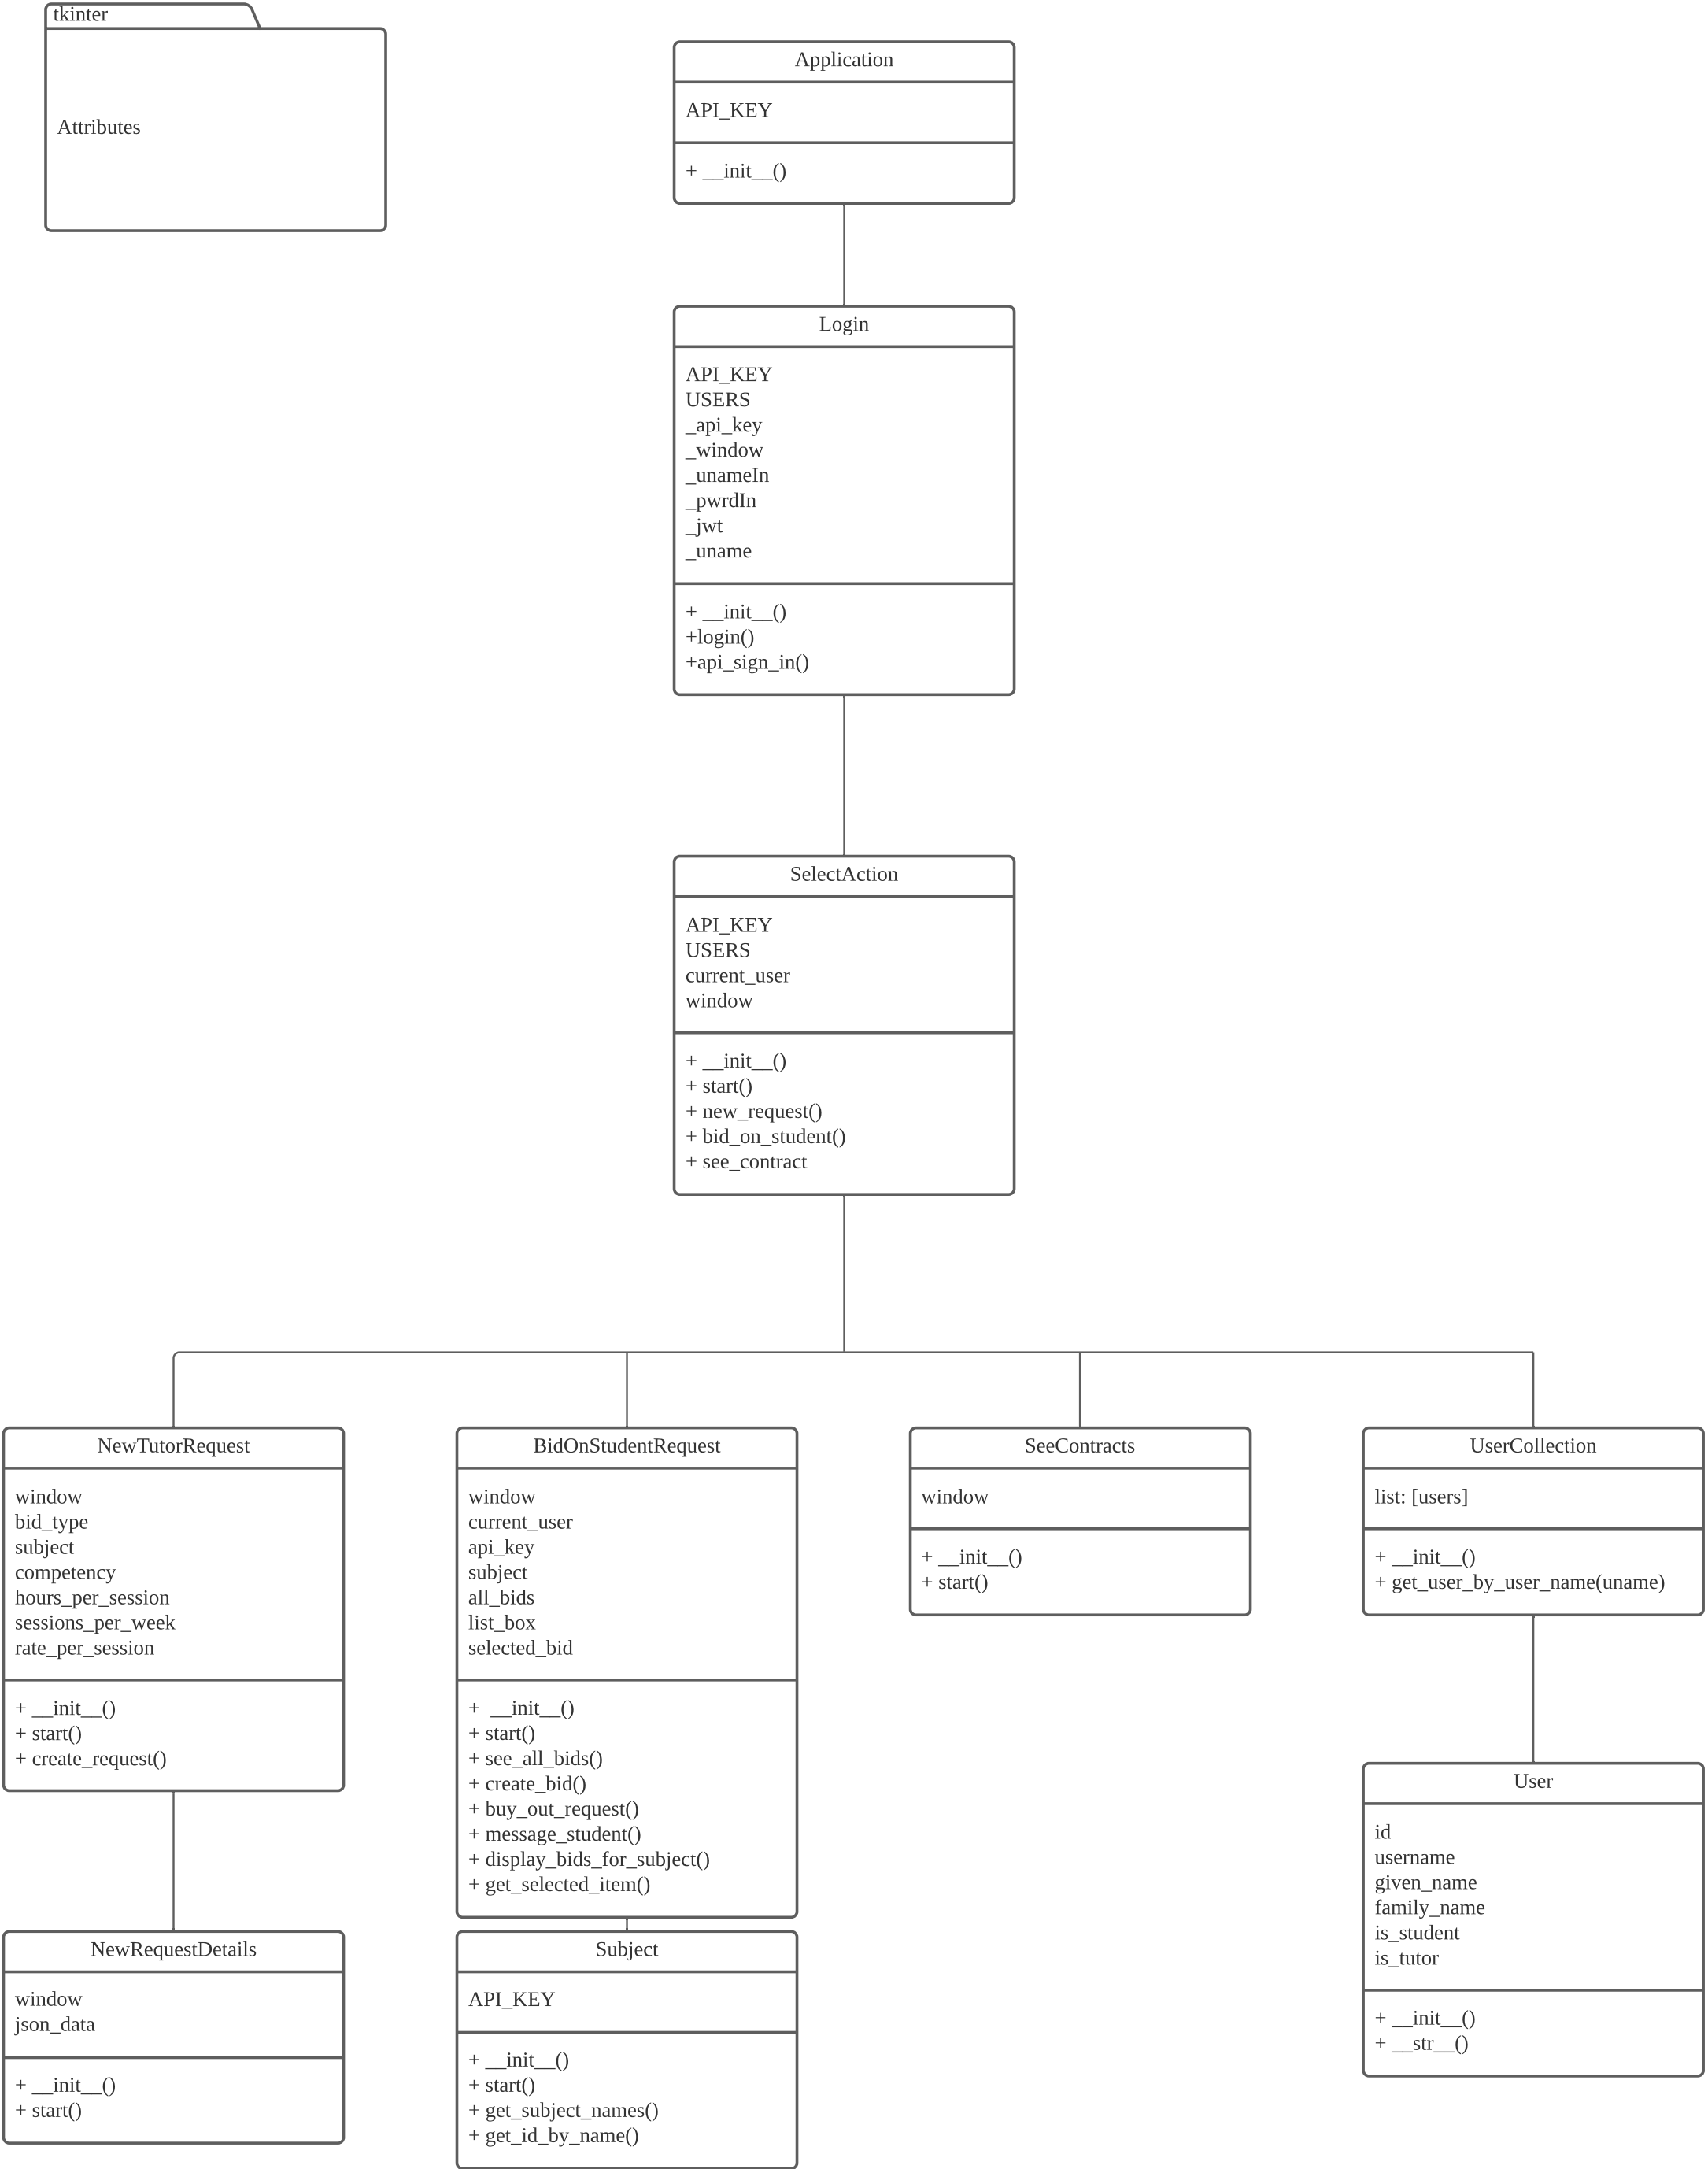 tkinter
Attributes
Application
API_KEY
+ __init__()
Login
API_KEY
USERS
_api_key
_window
_unameIn
_pwrdIn
_jwt
_uname
+ __init__()
+login()
+api_sign_in()
SelectAction
API_KEY
USERS
current_user
window
+ __init__()
+ start()
+ new_request()
+ bid_on_student()
+ see_contract
NewTutorRequest
window
bid_type
subject
competency
hours_per_session
sessions_per_week
rate_per_session
+ __init__()
+ start()
+ create_request()
BidOnStudentRequest
window
current_user
api_key
subject
all_bids
list_box
selected_bid
+  __init__()
+ start()
+ see_all_bids()
+ create_bid()
+ buy_out_request()
+ message_student()
+ display_bids_for_subject()
+ get_selected_item()
SeeContracts
window
+ __init__()
+ start()
UserCollection
list: [users]
+ __init__()
+ get_user_by_user_name(uname)
NewRequestDetails
window
json_data
+ __init__()
+ start()
Subject
API_KEY
+ __init__()
+ start()
+ get_subject_names()
+ get_id_by_name()
User
id
username
given_name
family_name
is_student
is_tutor
+ __init__()
+ __str__()